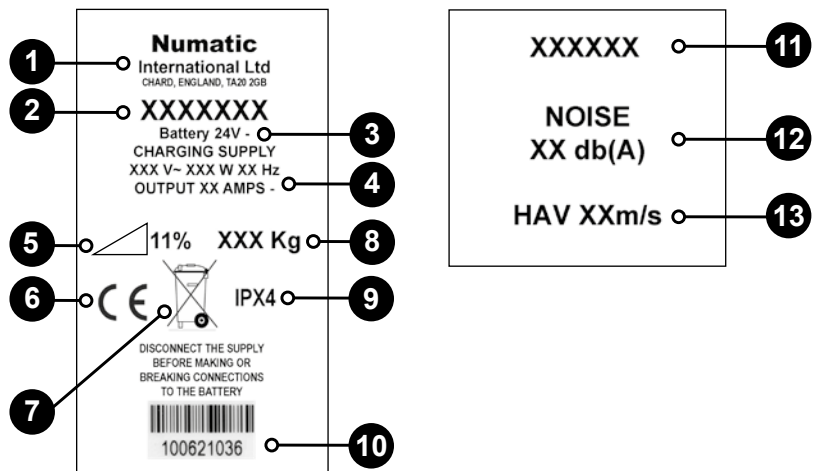 Numatic
International Ltd
CHARD, ENGLAND, TA20 2GB
XXXXXXX
Battery 24V -
CHARGING SUPPLY
XXX V~ XXX W XX Hz
OUTPUT XX AMPS -
11% XXX Kg
CE IPX4
DISCONNECT THE SUPPLY
BEFORE MAKING OR
BREAKING CONNECTIONS
TO THE BATTERY
100621036
1
2
3
4
5
8
6
9
7
10
XXXXXX
11
NOISE
XX db(A)
12
HAV XXm/s
13